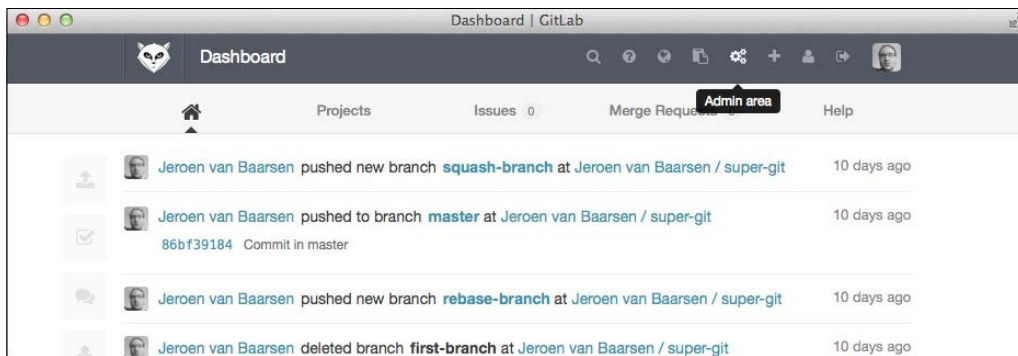 Dashboard | GitLab
Dashboard
Admin area
Projects Issues 0 Merge Requests Help
Jeroen van Baarsen pushed new branch squash-branch at Jeroen van Baarsen / super-git 10 days ago
Jeroen van Baarsen pushed to branch master at Jeroen van Baarsen / super-git 10 days ago
86bf39184 Commit in master
Jeroen van Baarsen pushed new branch rebase-branch at Jeroen van Baarsen / super-git 10 days ago
Jeroen van Baarsen deleted branch first-branch at Jeroen van Baarsen / super-git 10 days ago